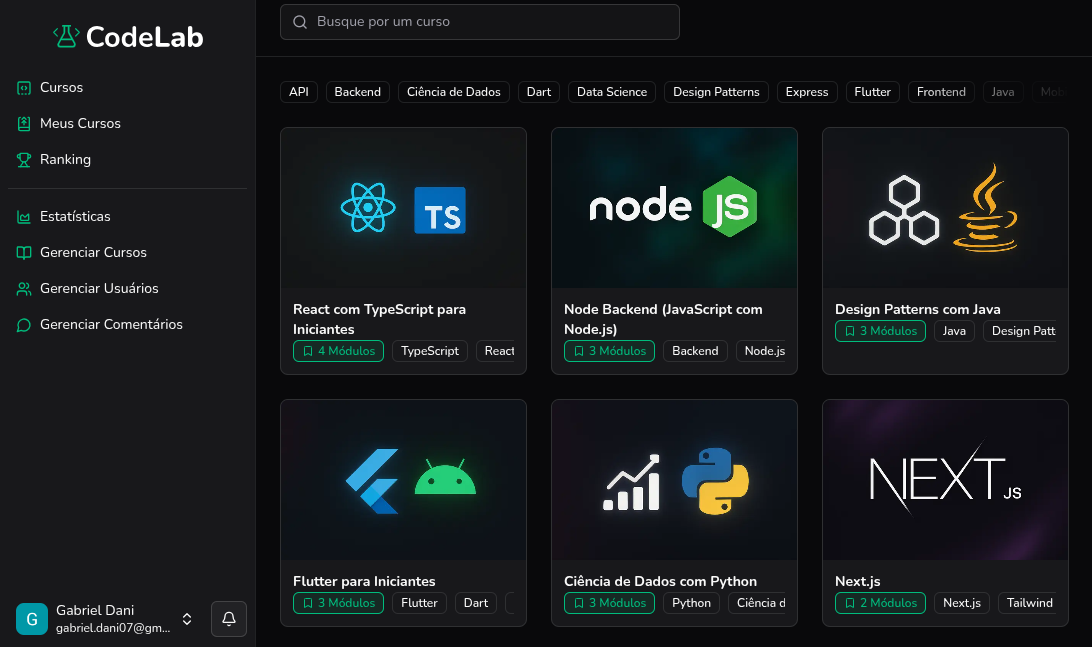 CodeLab
Cursos
Meus Cursos
Ranking
Estatísticas
Gerenciar Cursos
Gerenciar Usuários
Gerenciar Comentários
G
Gabriel Dani
gabriel.dani07@gm...
Busque por um curso
API Backend Ciência de Dados Dart Data Science Design Patterns Express Flutter Frontend Java
TS
React com TypeScript para
Iniciantes
4 Módulos TypeScript React
node JS
Node Backend (JavaScript com
Node.js)
3 Módulos Backend Node.js
Design Patterns com Java
3 Módulos Java Design Patt
Flutter para Iniciantes
3 Módulos Flutter Dart
Ciência de Dados com Python
3 Módulos Python Ciência d
NEXT.JS
Next.js
2 Módulos Next.js Tailwind